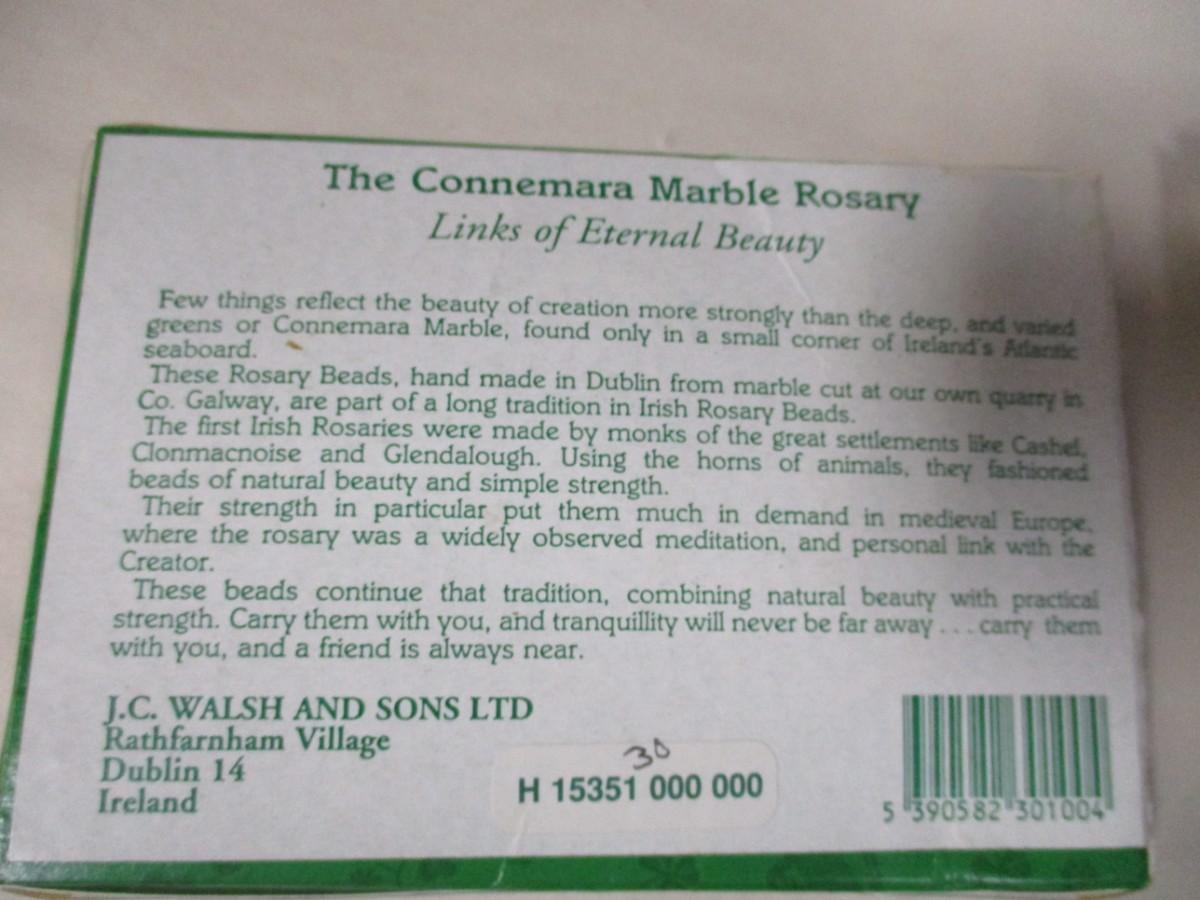 The Connemara Marble Rosary
Links of Eternal Beauty
Few things reflect the beauty of creation more strongly than the deep, and varied
greens or Connemara Marble, found only in a small corner of Ireland's Atlantic
seaboard.
These Rosary Beads, hand made in Dublin from marble cut at our own quarry in
Co. Galway, are part of a long tradition in Irish Rosary Beads.
The first Irish Rosaries were made by monks of the great settlements like Cashel,
Clonmacnoise and Glendalough. Using the horns of animals, they fashioned
beads of natural beauty and simple strength.
Their strength in particular put them much in demand in medieval Europe,
where the rosary was a widely observed meditation, and personal link with the
Creator.
These beads continue that tradition, combining natural beauty with practical
strength. Carry them with you, and tranquillity will never be far away ... carry them
with you, and a friend is always near.
J.C. WALSH AND SONS LTD
Rathfarnham Village
Dublin 14
Ireland
30
H 15351 000 000
5 390582 301004